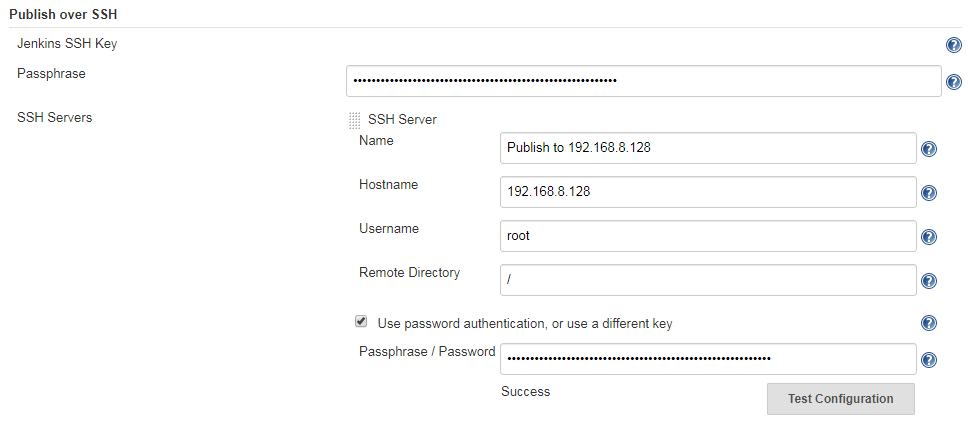 Publish over SSH
Jenkins SSH Key
Passphrase
••••••••••••••••••••••••••••••••••••••••••••••••••••••••••
SSH Servers
SSH Server
Name
Publish to 192.168.8.128
Hostname
192.168.8.128
Username
root
Remote Directory
/
Use password authentication, or use a different key
Passphrase / Password
••••••••••••••••••••••••••••••••••••••••••••••••••••••••••
Success
Test Configuration